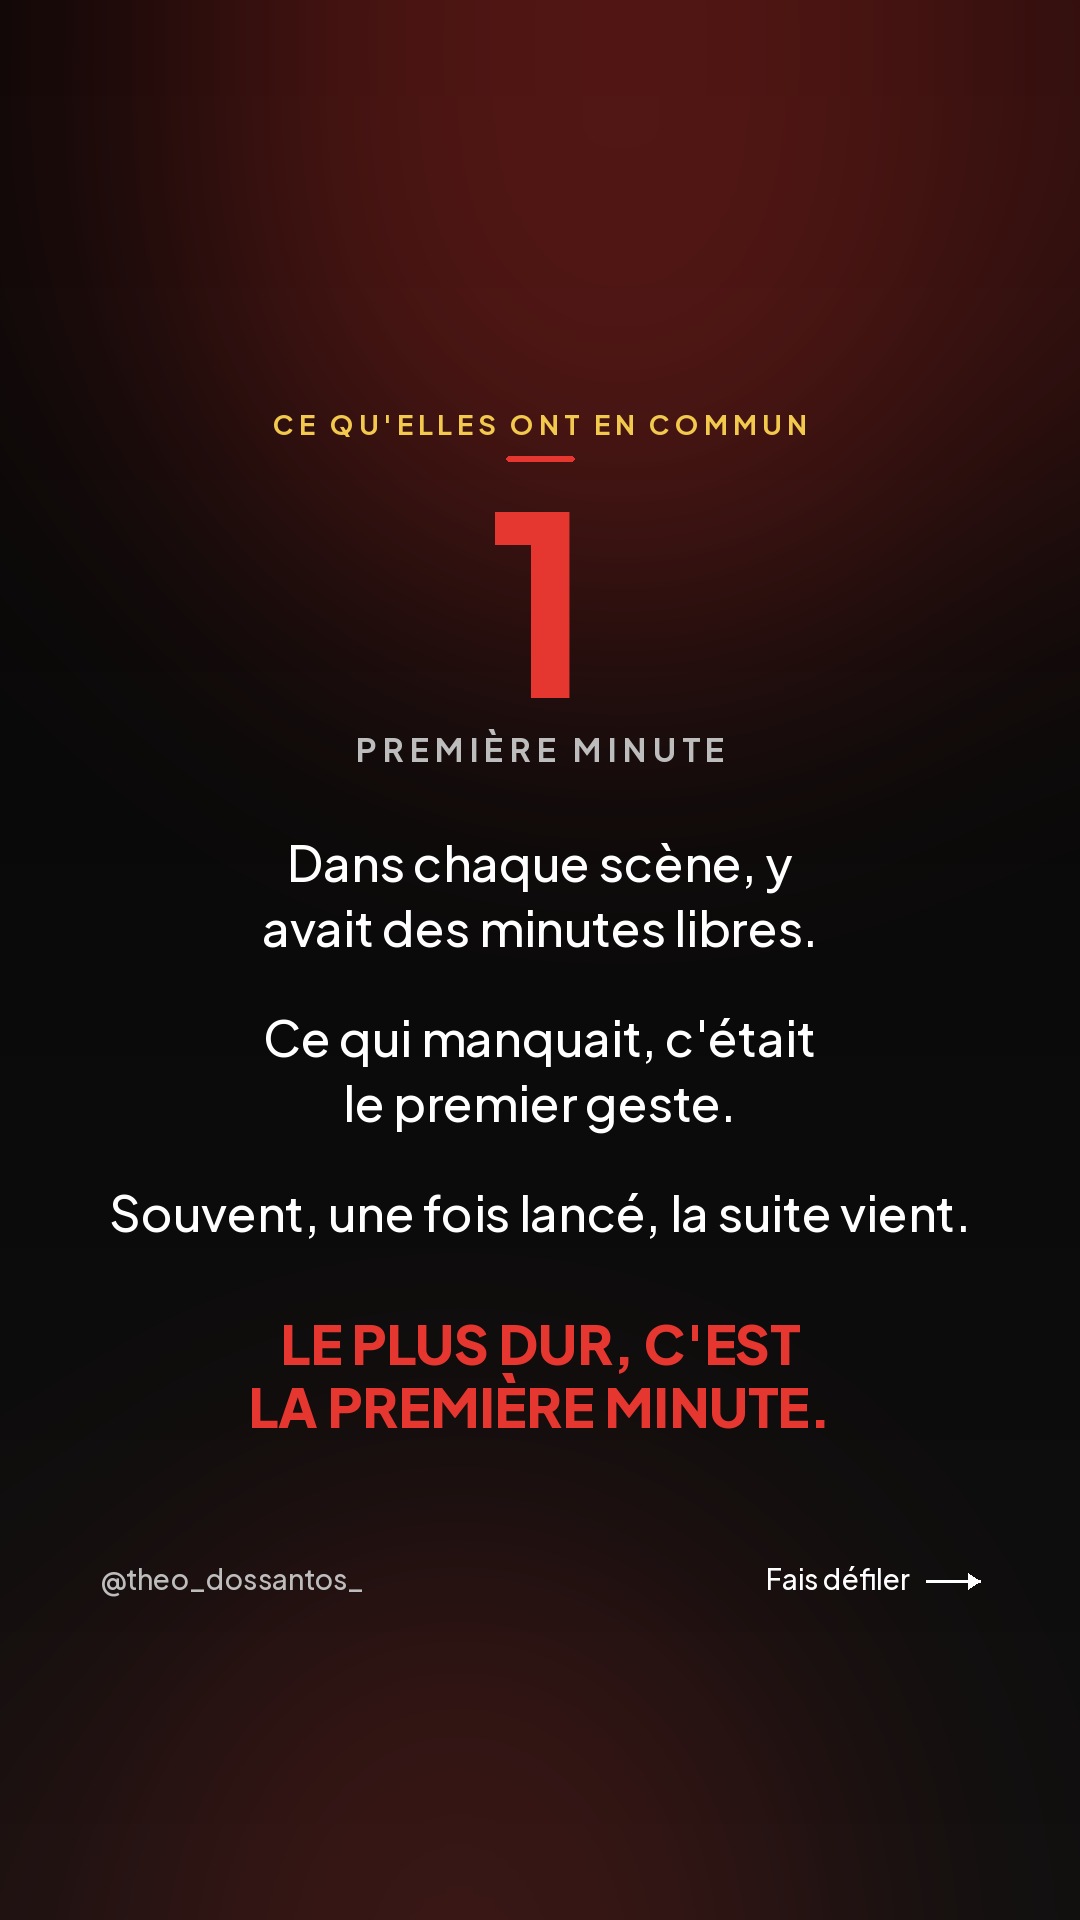 CE QU'ELLES ONT EN COMMUN
1
PREMIÈRE MINUTE
Dans chaque scène, y
avait des minutes libres.
Ce qui manquait, c'était
le premier geste.
Souvent, une fois lancé, la suite vient.
LE PLUS DUR, C'EST
LA PREMIÈRE MINUTE.
@theo_dossantos_
Fais défiler